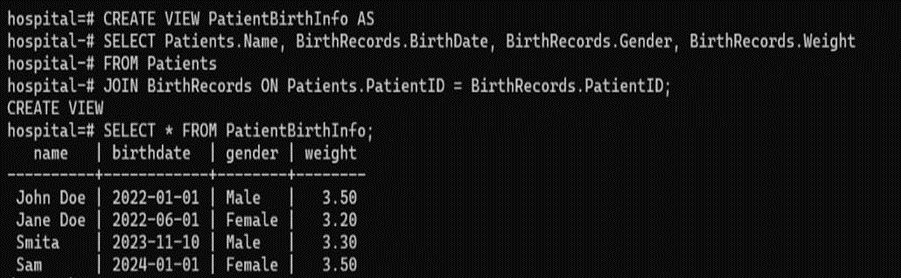 hospital=# CREATE VIEW PatientBirthInfo AS
hospital-# SELECT Patients.Name, BirthRecords.BirthDate, BirthRecords.Gender, BirthRecords.Weight
hospital-# FROM Patients
hospital-# JOIN BirthRecords ON Patients.PatientID = BirthRecords.PatientID;
CREATE VIEW
hospital=# SELECT * FROM PatientBirthInfo;
   name   | birthdate  | gender | weight
----------+------------+--------+--------
 John Doe | 2022-01-01 | Male   |   3.50
 Jane Doe | 2022-06-01 | Female |   3.20
 Smita    | 2023-11-10 | Male   |   3.30
 Sam      | 2024-01-01 | Female |   3.50